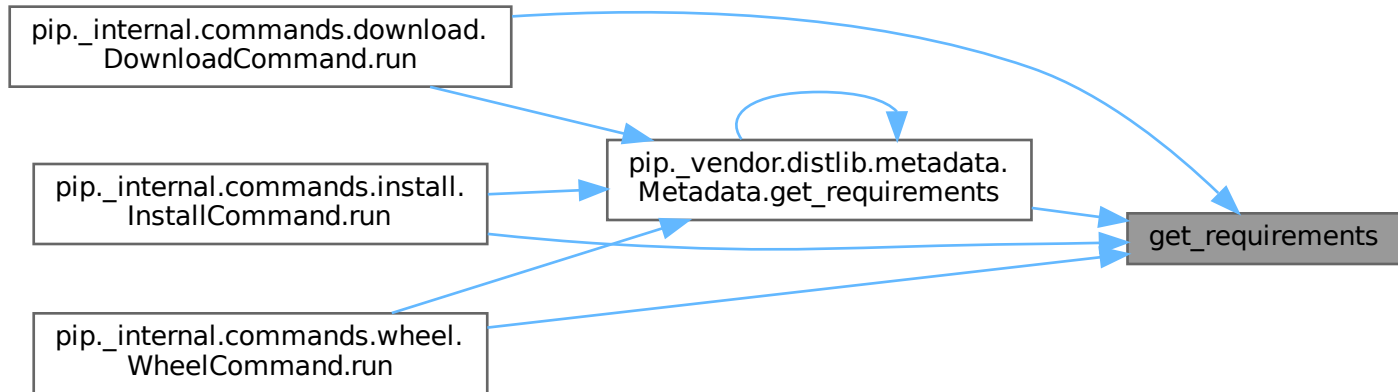 pip._internal.commands.download.
DownloadCommand.run
pip._vendor.distlib.metadata.
Metadata.get_requirements
pip._internal.commands.install.
InstallCommand.run
get_requirements
pip._internal.commands.wheel.
WheelCommand.run